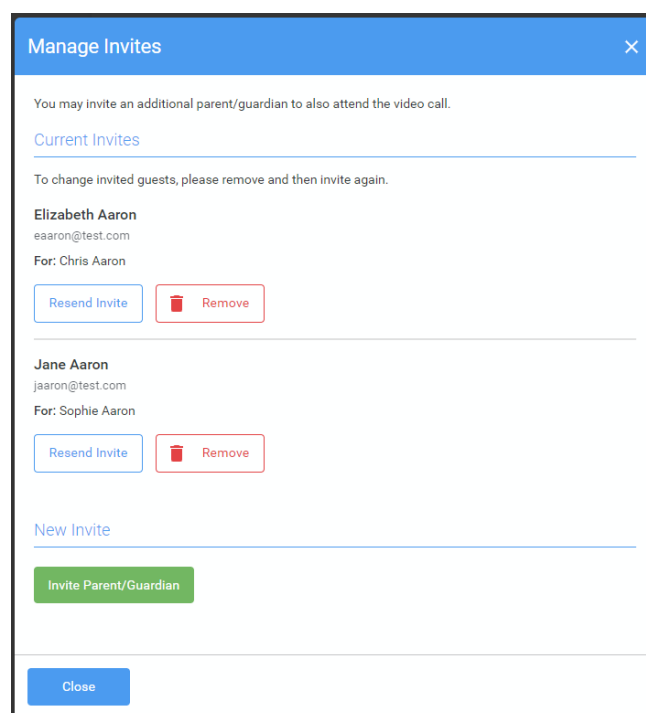 Manage Invites
You may invite an additional parent/guardian to also attend the video call.
Current Invites
To change invited guests, please remove and then invite again.
Elizabeth Aaron
eaaron@test.com
For: Chris Aaron
Resend Invite Remove
Jane Aaron
jaaron@test.com
For: Sophie Aaron
Resend Invite Remove
New Invite
Invite Parent/Guardian
Close